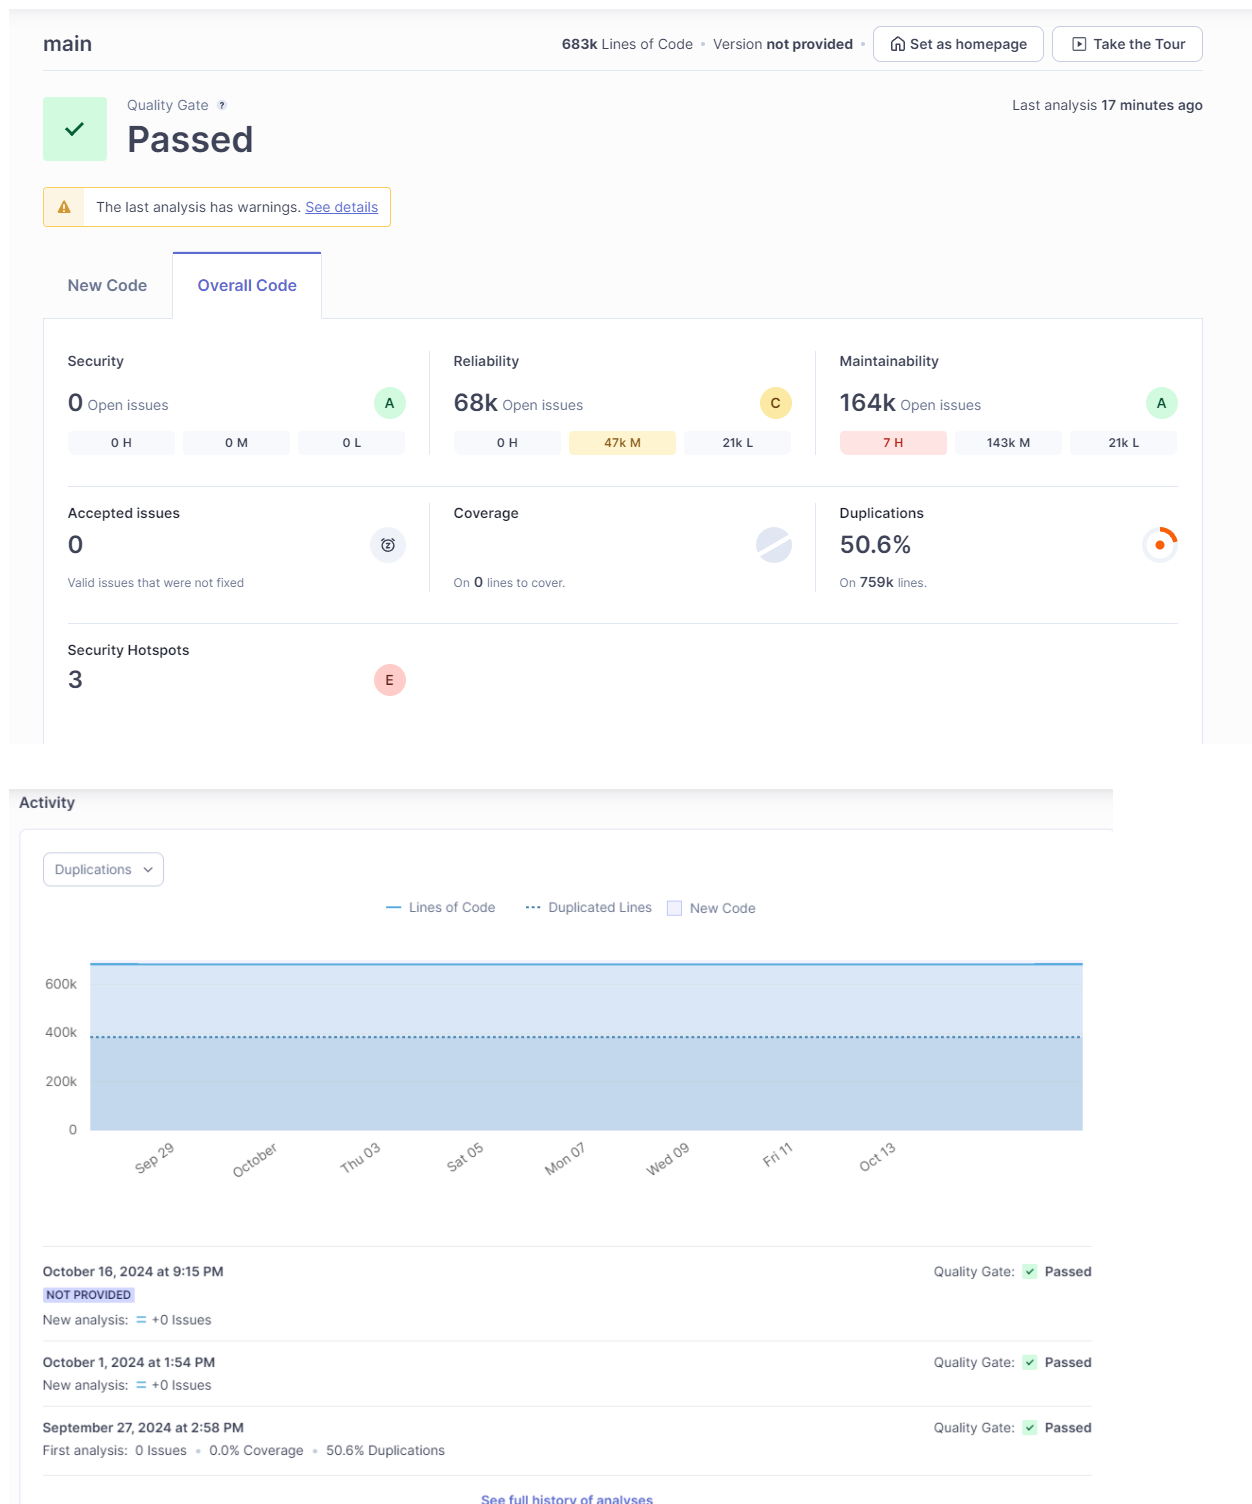 main
683k Lines of Code • Version not provided •
Set as homepage
Take the Tour
Quality Gate ?
Passed
Last analysis 17 minutes ago
The last analysis has warnings. See details
New Code
Overall Code
Security
0 Open issues
A
0 H
0 M
0 L
Reliability
68k Open issues
C
0 H
47k M
21k L
Maintainability
164k Open issues
A
7 H
143k M
21k L
Accepted issues
0
Valid issues that were not fixed
Coverage
On 0 lines to cover.
Duplications
50.6%
On 759k lines.
Security Hotspots
3
E
Activity
Duplications
Lines of Code
Duplicated Lines
New Code
600k
400k
200k
0
Sep 29
October
Thu 03
Sat 05
Mon 07
Wed 09
Fri 11
Oct 13
October 16, 2024 at 9:15 PM
Quality Gate: Passed
NOT PROVIDED
New analysis: = +0 Issues
October 1, 2024 at 1:54 PM
Quality Gate: Passed
New analysis: = +0 Issues
September 27, 2024 at 2:58 PM
Quality Gate: Passed
First analysis: 0 Issues • 0.0% Coverage • 50.6% Duplications
See full history of analyses